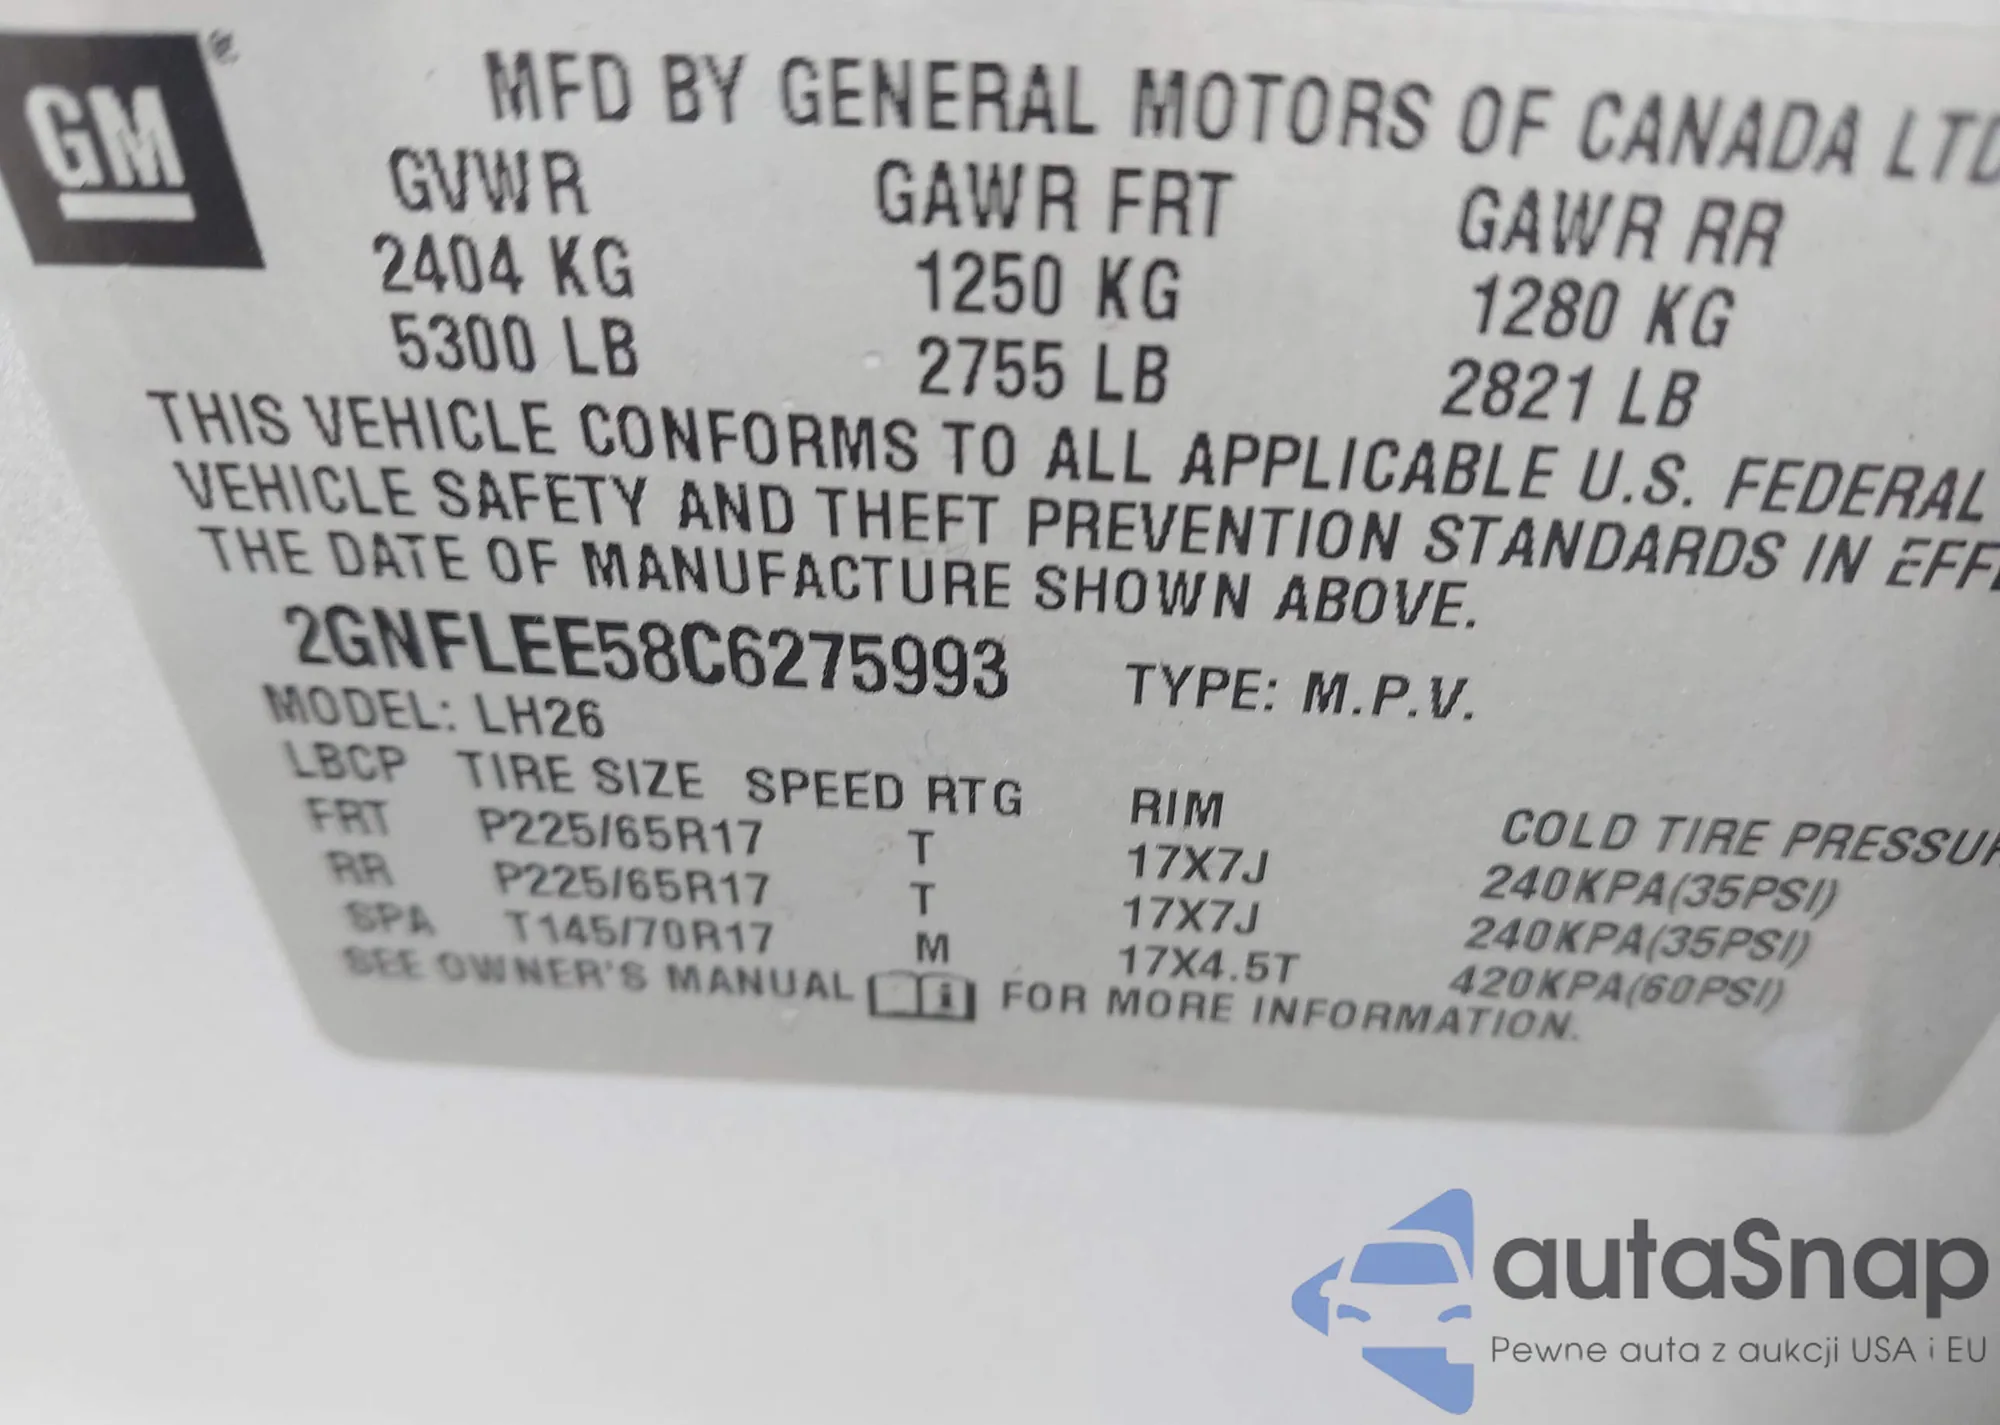 GM®
MFD BY GENERAL MOTORS OF CANADA LTD
GVWR GAWR FRT GAWR RR
2404 KG 1250 KG 1280 KG
5300 LB 2755 LB 2821 LB
THIS VEHICLE CONFORMS TO ALL APPLICABLE U.S. FEDERAL
VEHICLE SAFETY AND THEFT PREVENTION STANDARDS IN
THE DATE OF MANUFACTURE SHOWN ABOVE.
2GNFLEE58C6275993 TYPE: M.P.V.
MODEL: LH26
LBCP TIRE SIZE SPEED RTG RIM COLD TIRE
FRT P225/65R17 T 17X7J 240KPA(35PSI)
RR P225/65R17 T 17X7J 240KPA(35PSI)
SPA T145/70R17 M 17X4.5T 420KPA(60PSI)
SEE OWNER'S MANUAL FOR MORE INFORMATION.
autaSnap
Pewne auta z aukcji USA i EU